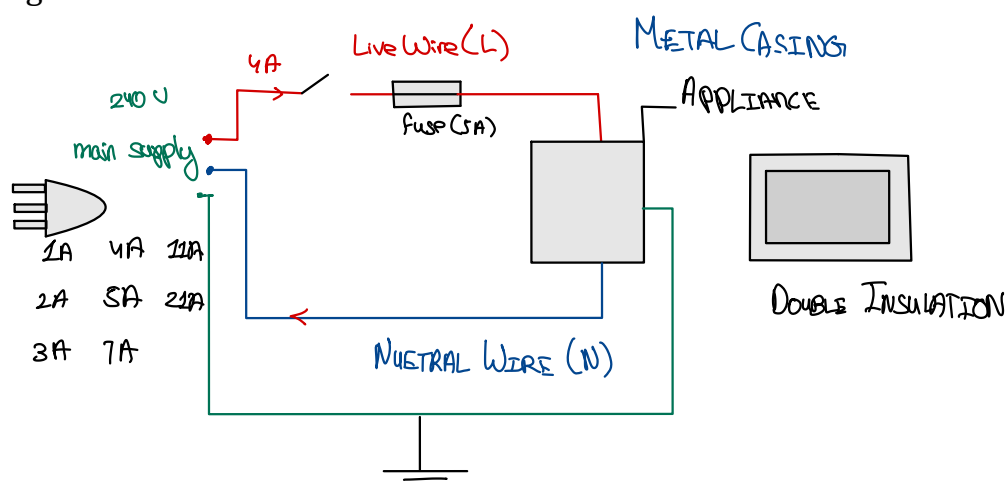 Live Wire (L)
METAL CASING
4A
240 V
APPLIANCE
fuse (5A)
main supply
1A 4A 11A
2A 5A 21A
3A 7A
DOUBLE INSULATION
NUETRAL WIRE (N)